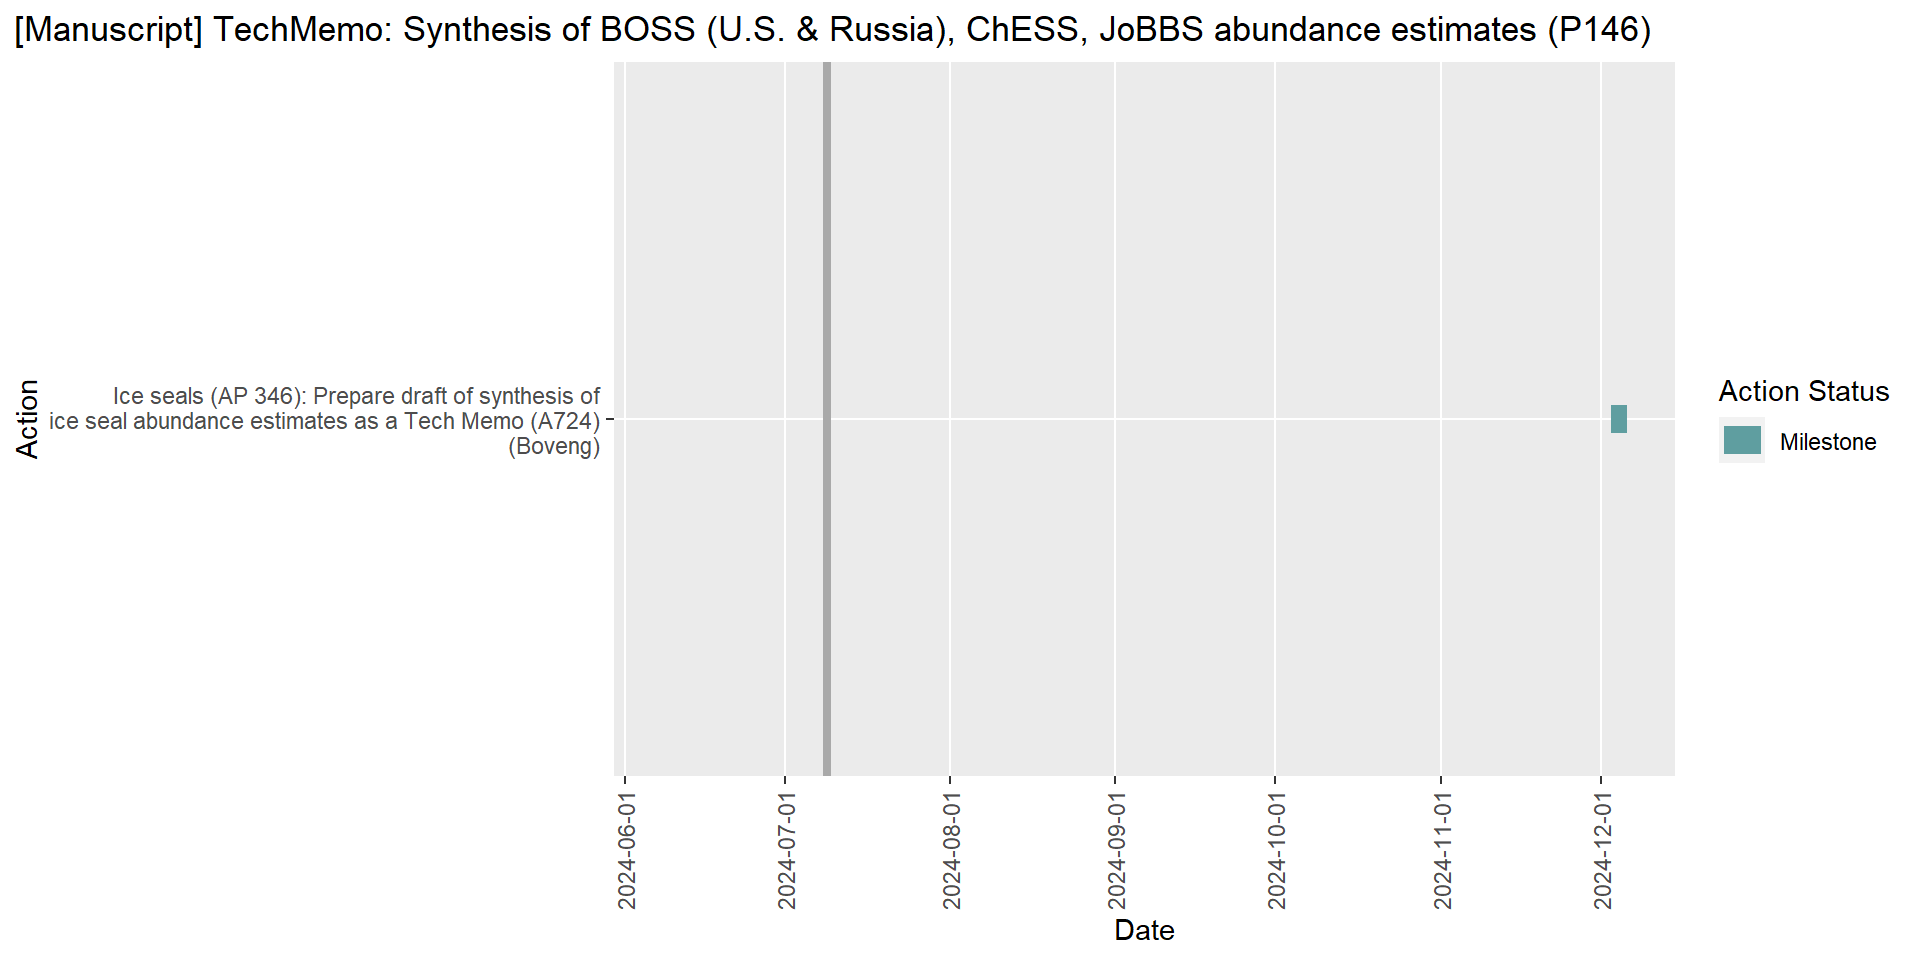 [Manuscript] TechMemo: Synthesis of BOSS (U.S. & Russia), ChESS, JoBBS abundance estimates (P146)
Action
Ice seals (AP 346): Prepare draft of synthesis of
ice seal abundance estimates as a Tech Memo (A724)
(Boveng)
Action Status
Milestone
2024-06-01
2024-07-01
2024-08-01
2024-09-01
2024-10-01
2024-11-01
2024-12-01
Date